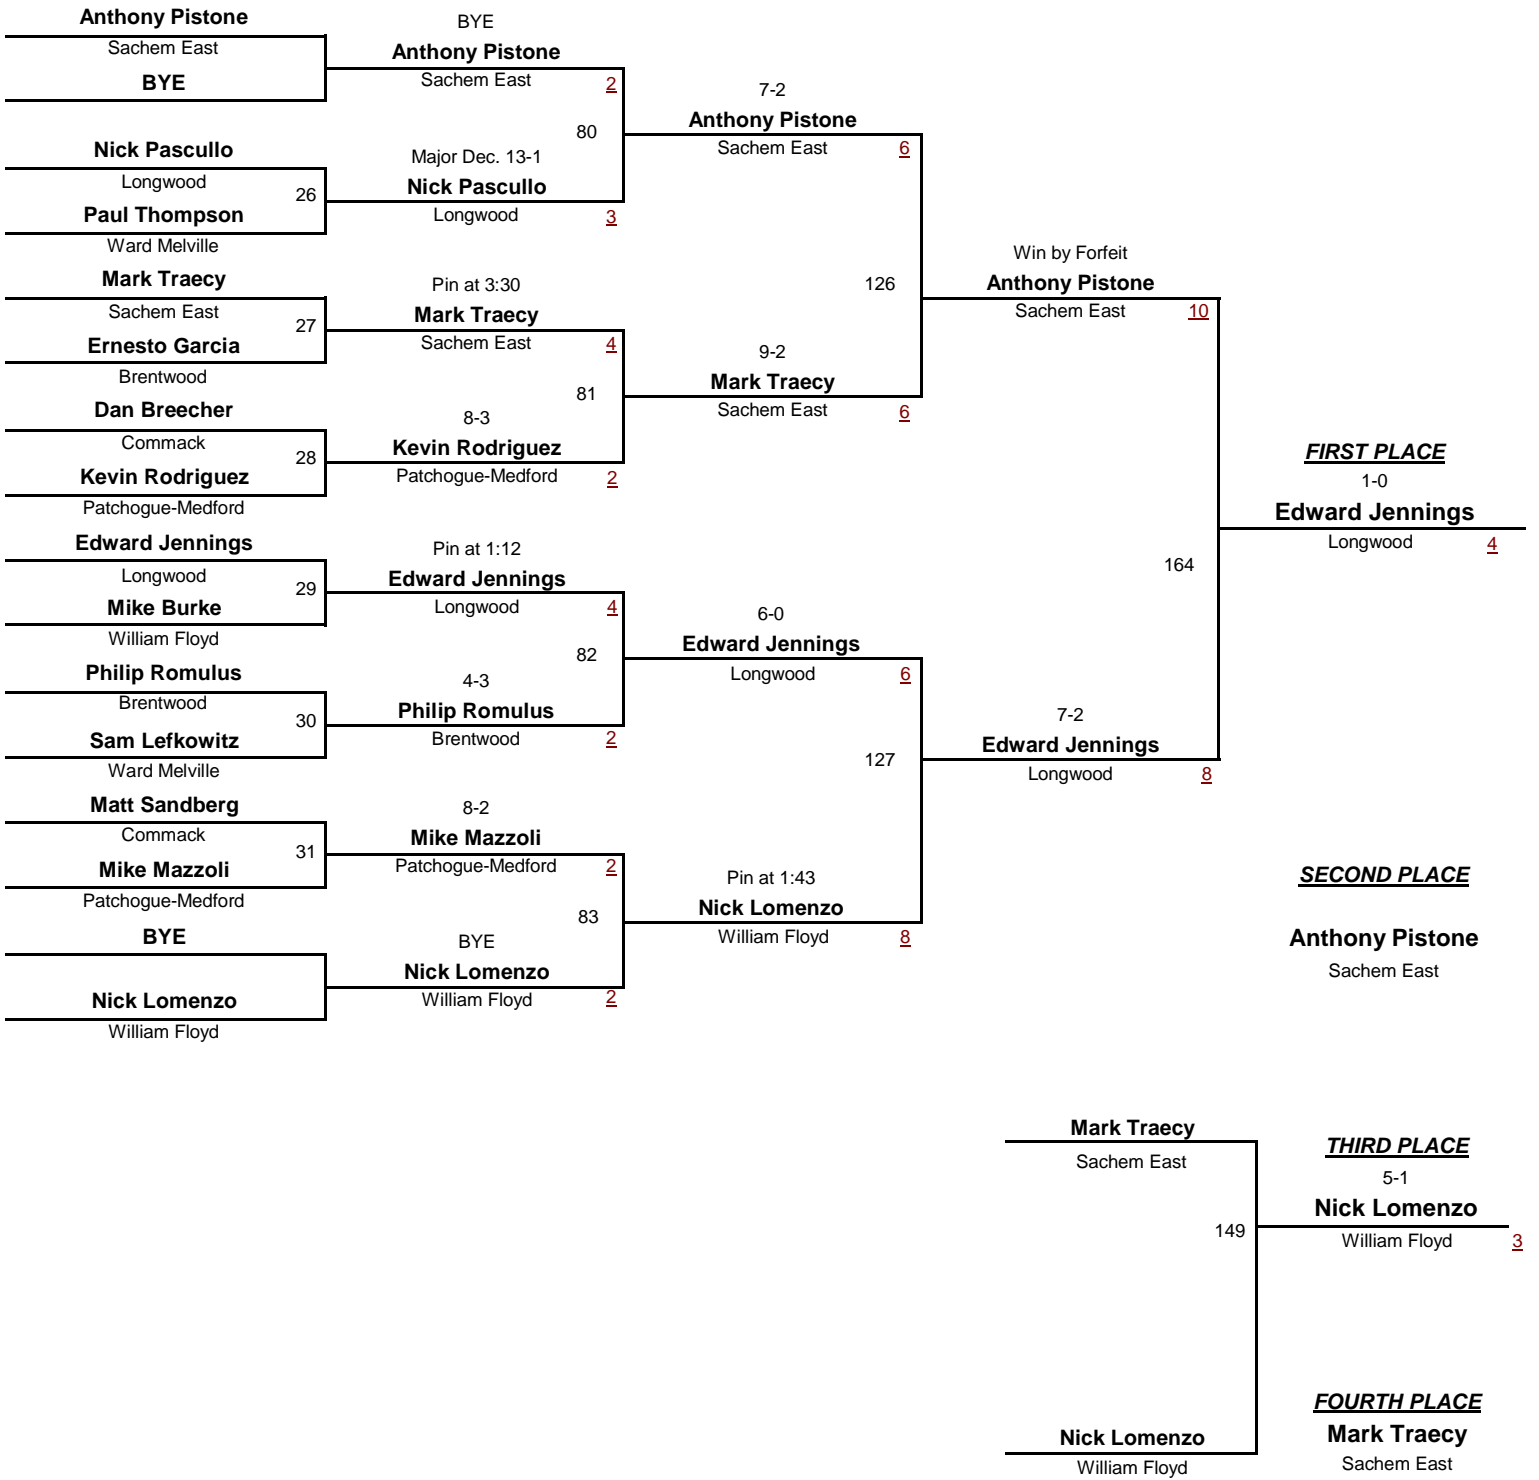 Anthony Pistone
Sachem East
BYE
Nick Pascullo
Longwood
26
Paul Thompson
Ward Melville
Mark Traecy
Sachem East
27
Ernesto Garcia
Brentwood
Dan Breecher
Commack
28
Kevin Rodriguez
Patchogue-Medford
Edward Jennings
Longwood
29
Mike Burke
William Floyd
Philip Romulus
Brentwood
30
Sam Lefkowitz
Ward Melville
Matt Sandberg
Commack
31
Mike Mazzoli
Patchogue-Medford
BYE
Nick Lomenzo
William Floyd
BYE
Anthony Pistone
Sachem East 2
80
Major Dec. 13-1
Nick Pascullo
Longwood 3
Pin at 3:30
Mark Traecy
Sachem East 4
81
8-3
Kevin Rodriguez
Patchogue-Medford 2
Pin at 1:12
Edward Jennings
Longwood 4
82
4-3
Philip Romulus
Brentwood 2
8-2
Mike Mazzoli
Patchogue-Medford 2
83
BYE
Nick Lomenzo
William Floyd 2
7-2
Anthony Pistone
Sachem East 6
126
9-2
Mark Traecy
Sachem East 6
6-0
Edward Jennings
Longwood 6
127
Pin at 1:43
Nick Lomenzo
William Floyd 8
Win by Forfeit
Anthony Pistone
Sachem East 10
164
7-2
Edward Jennings
Longwood 8
FIRST PLACE
1-0
Edward Jennings
Longwood 4
SECOND PLACE
Anthony Pistone
Sachem East
Mark Traecy
Sachem East
149
Nick Lomenzo
William Floyd
THIRD PLACE
5-1
Nick Lomenzo
William Floyd 3
FOURTH PLACE
Mark Traecy
Sachem East